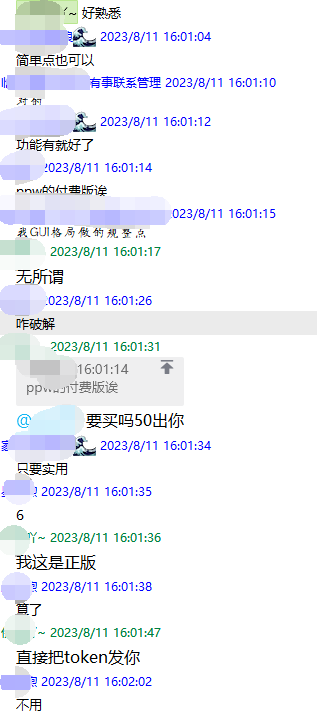 ~ 好熟悉
2023/8/11 16:01:04
简单点也可以
有事联系管理 2023/8/11 16:01:10
对的
2023/8/11 16:01:12
功能有就好了
2023/8/11 16:01:14
ppw的付费版诶
2023/8/11 16:01:15
我GUI格局做的规整点
2023/8/11 16:01:17
无所谓
2023/8/11 16:01:26
咋破解
2023/8/11 16:01:31
16:01:14
ppw的付费版诶
@ 要买吗50出你
2023/8/11 16:01:34
只要实用
2023/8/11 16:01:35
6
吖~ 2023/8/11 16:01:36
我这是正版
2023/8/11 16:01:38
算了
吖~ 2023/8/11 16:01:47
直接把token发你
2023/8/11 16:02:02
不用